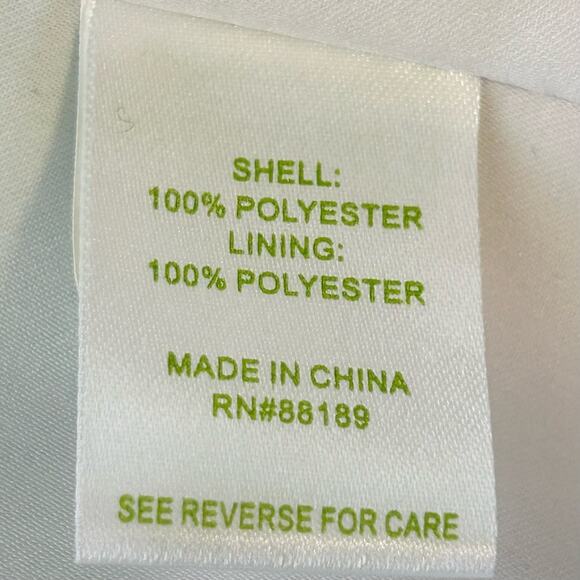 SHELL:
100% POLYESTER
LINING:
100% POLYESTER
MADE IN CHINA
RN#88189
SEE REVERSE FOR CARE